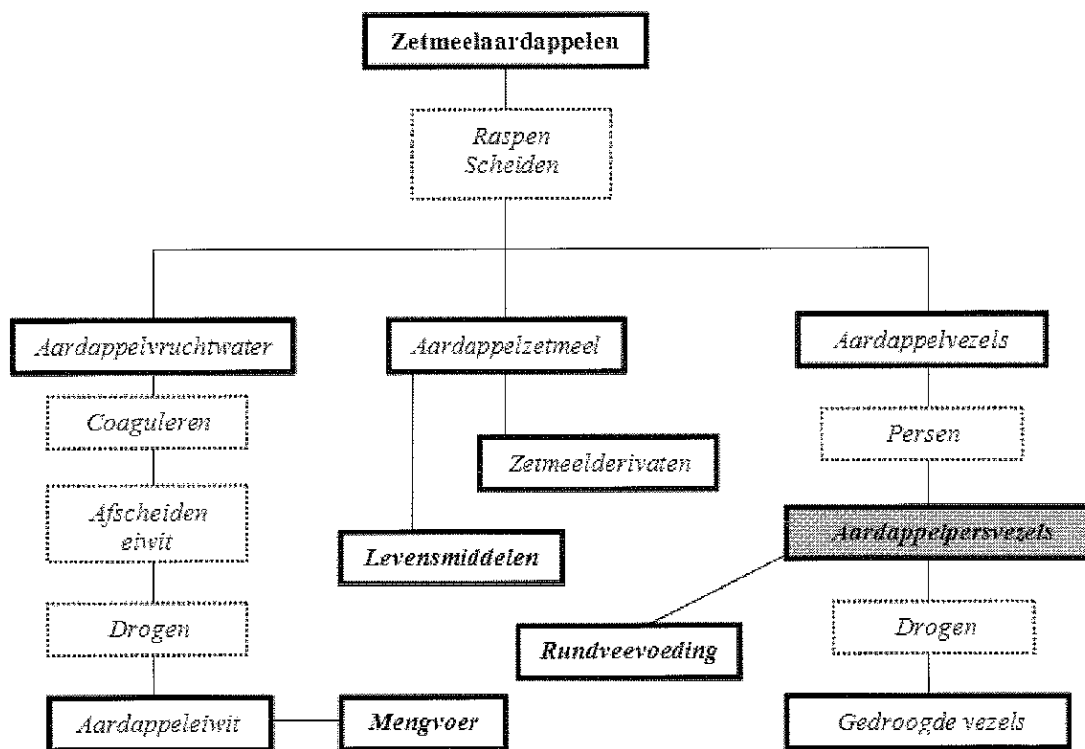 Zetmeelaardappelen
Raspen
Scheiden
Aardappelvruchtwater
Aardappelzetmeel
Aardappelvezels
Coaguleren
Persen
Zetmeelderivaten
Afscheiden
eiwit
Aardappelpersvezels
Levensmiddelen
Drogen
Rundveevoeding
Drogen
Aardappeleiwit
Mengvoer
Gedroogde vezels